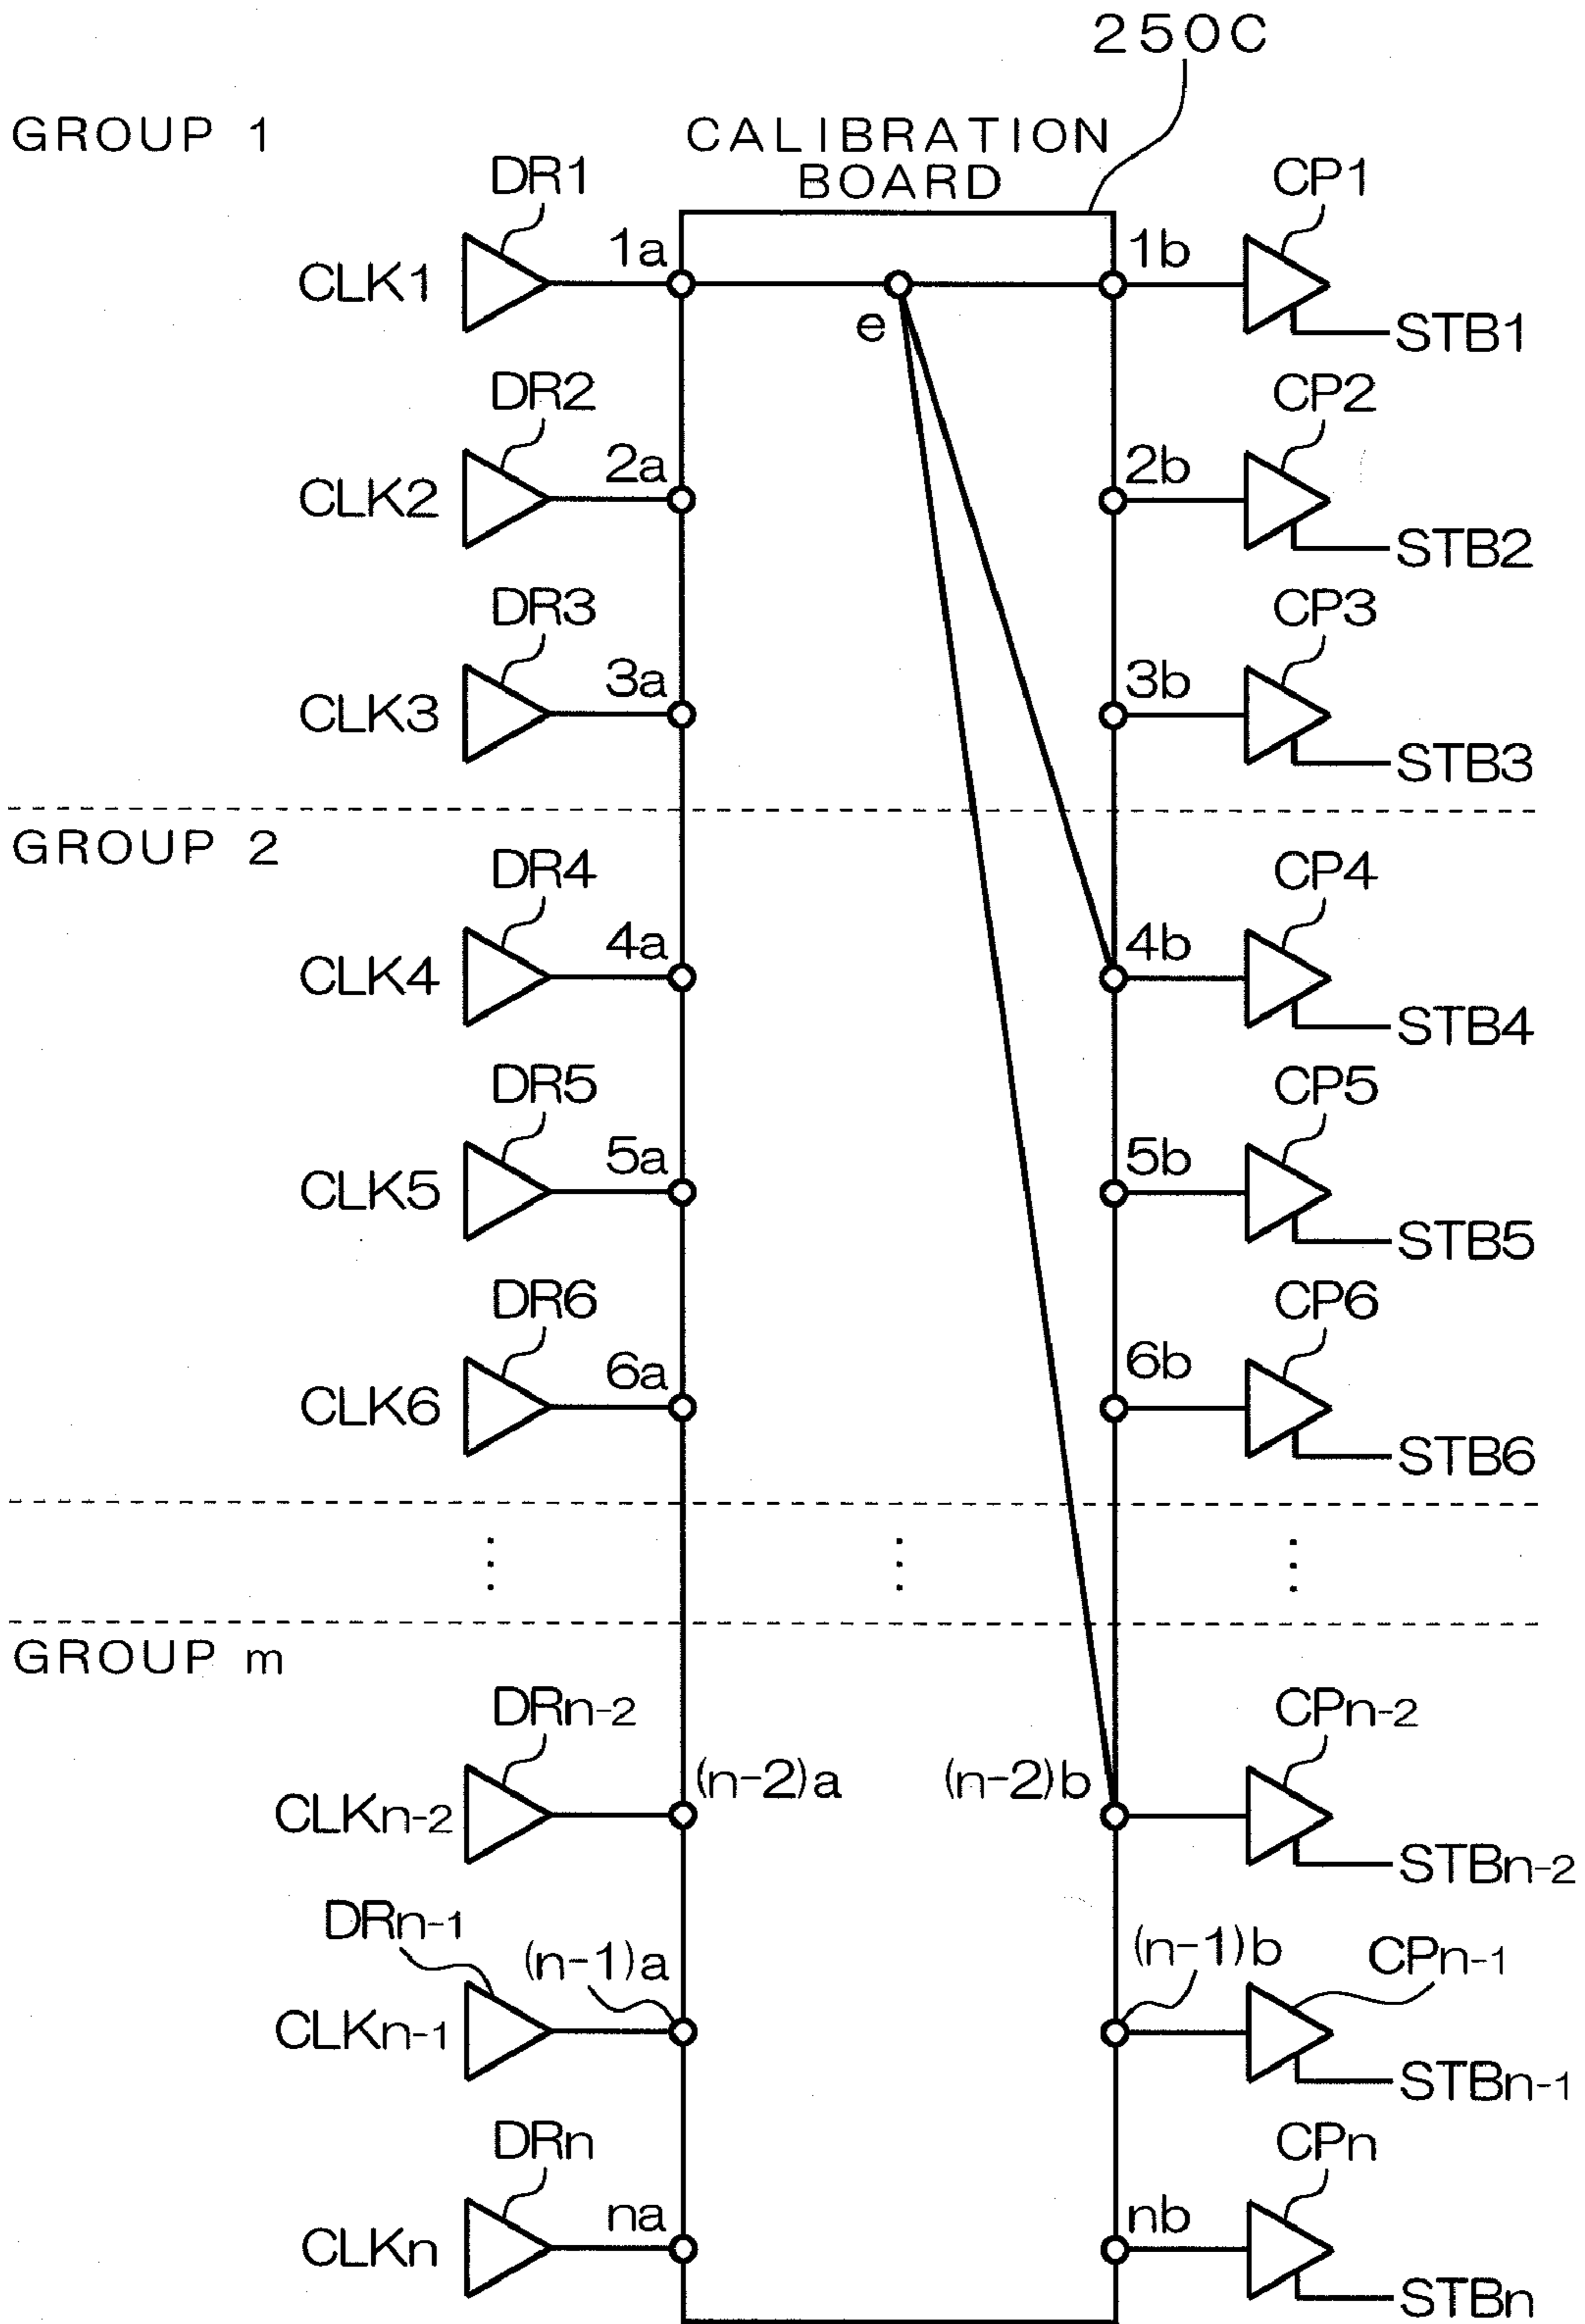 250C
GROUP 1
CALIBRATION
BOARD
DR1
CP1
CLK1
1a
e
1b
STB1
DR2
CP2
CLK2
2a
2b
STB2
DR3
CP3
CLK3
3a
3b
STB3
GROUP 2
DR4
CP4
CLK4
4a
4b
STB4
DR5
CP5
CLK5
5a
5b
STB5
DR6
CP6
CLK6
6a
6b
STB6
GROUP m
DRn-2
CPn-2
CLKn-2
(n-2)a
(n-2)b
STBn-2
DRn-1
CPn-1
CLKn-1
(n-1)a
(n-1)b
STBn-1
DRn
CPn
CLKn
na
nb
STBn